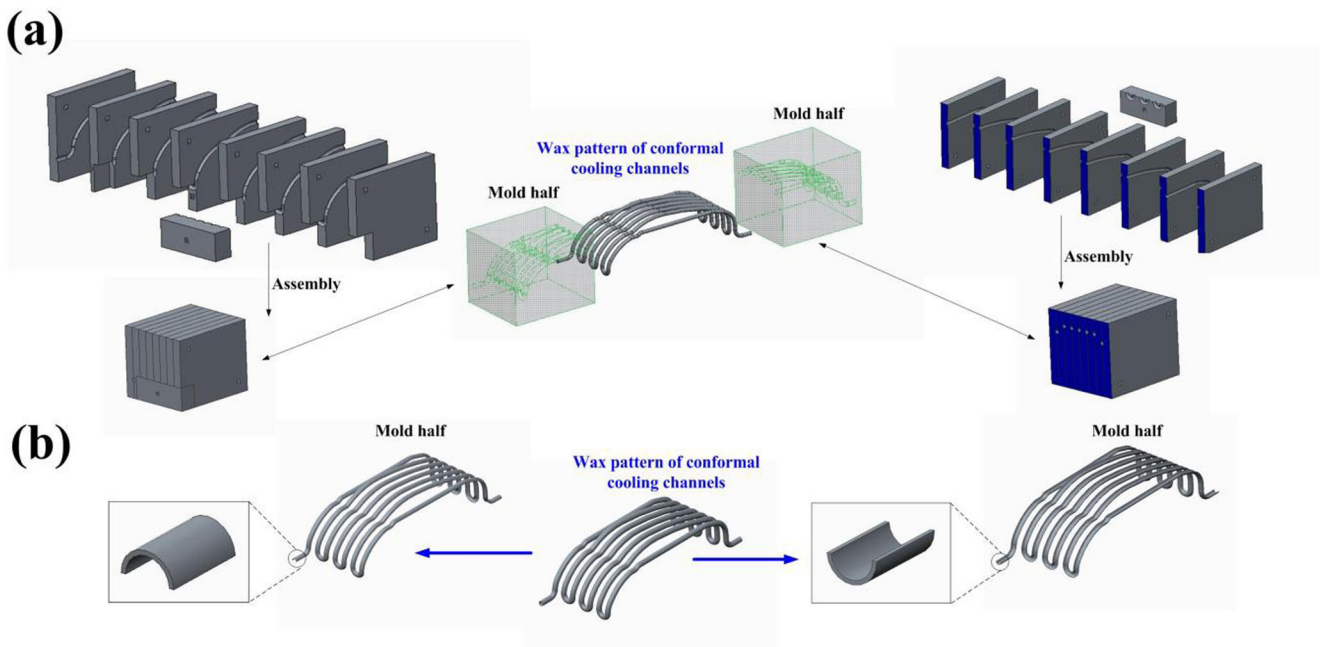 (a)
Mold half
Wax pattern of conformal
cooling channels
Mold half
Assembly
Assembly
(b)
Mold half
Wax pattern of conformal
cooling channels
Mold half